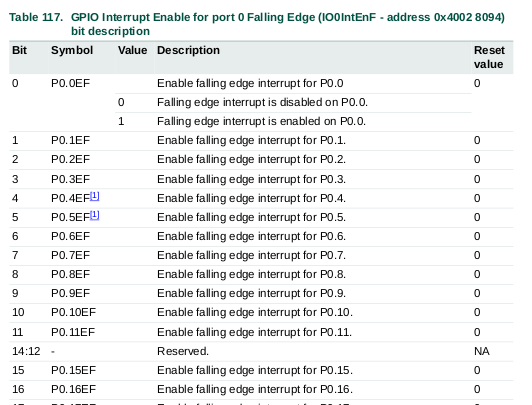 Table 117. GPIO Interrupt Enable for port 0 Falling Edge (IO0IntEnF - address 0x4002 8094)
bit description
Bit Symbol Value Description Reset
value
0 P0.0EF Enable falling edge interrupt for P0.0 0
0 Falling edge interrupt is disabled on P0.0.
1 Falling edge interrupt is enabled on P0.0.
1 P0.1EF Enable falling edge interrupt for P0.1. 0
2 P0.2EF Enable falling edge interrupt for P0.2. 0
3 P0.3EF Enable falling edge interrupt for P0.3. 0
4 P0.4EF[1] Enable falling edge interrupt for P0.4. 0
5 P0.5EF[1] Enable falling edge interrupt for P0.5. 0
6 P0.6EF Enable falling edge interrupt for P0.6. 0
7 P0.7EF Enable falling edge interrupt for P0.7. 0
8 P0.8EF Enable falling edge interrupt for P0.8. 0
9 P0.9EF Enable falling edge interrupt for P0.9. 0
10 P0.10EF Enable falling edge interrupt for P0.10. 0
11 P0.11EF Enable falling edge interrupt for P0.11. 0
14:12 - Reserved. NA
15 P0.15EF Enable falling edge interrupt for P0.15. 0
16 P0.16EF Enable falling edge interrupt for P0.16. 0